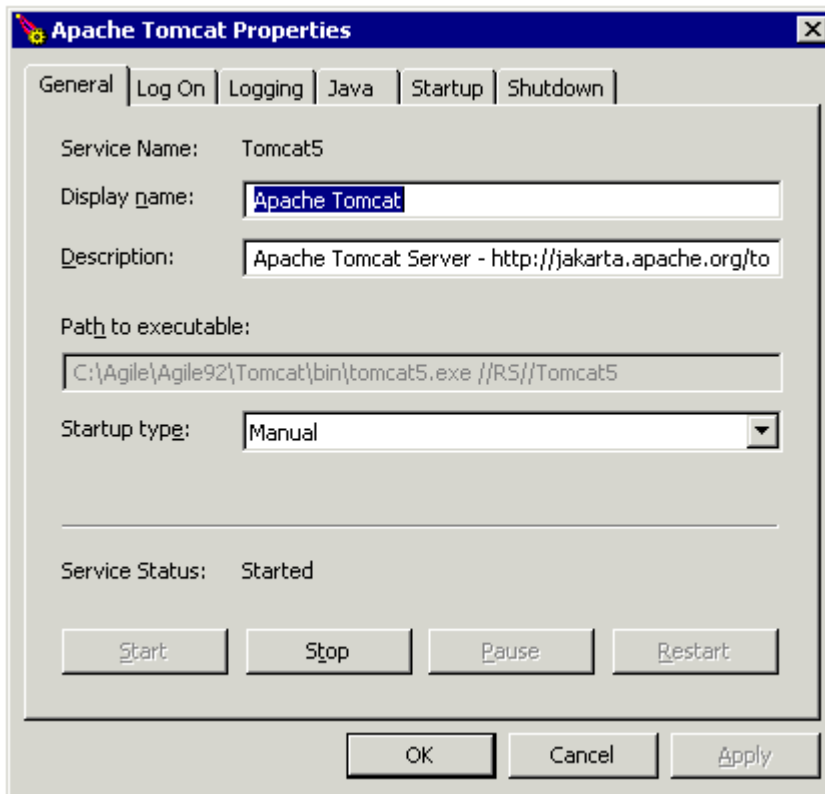 Apache Tomcat Properties
General Log On Logging Java Startup Shutdown
Service Name: Tomcat5
Display name: Apache Tomcat
Description: Apache Tomcat Server - http://jakarta.apache.org/to
Path to executable:
C:\Agile\Agile92\Tomcat\bin\tomcat5.exe //RS//Tomcat5
Startup type: Manual
Service Status: Started
Start Stop Pause Restart
OK Cancel Apply